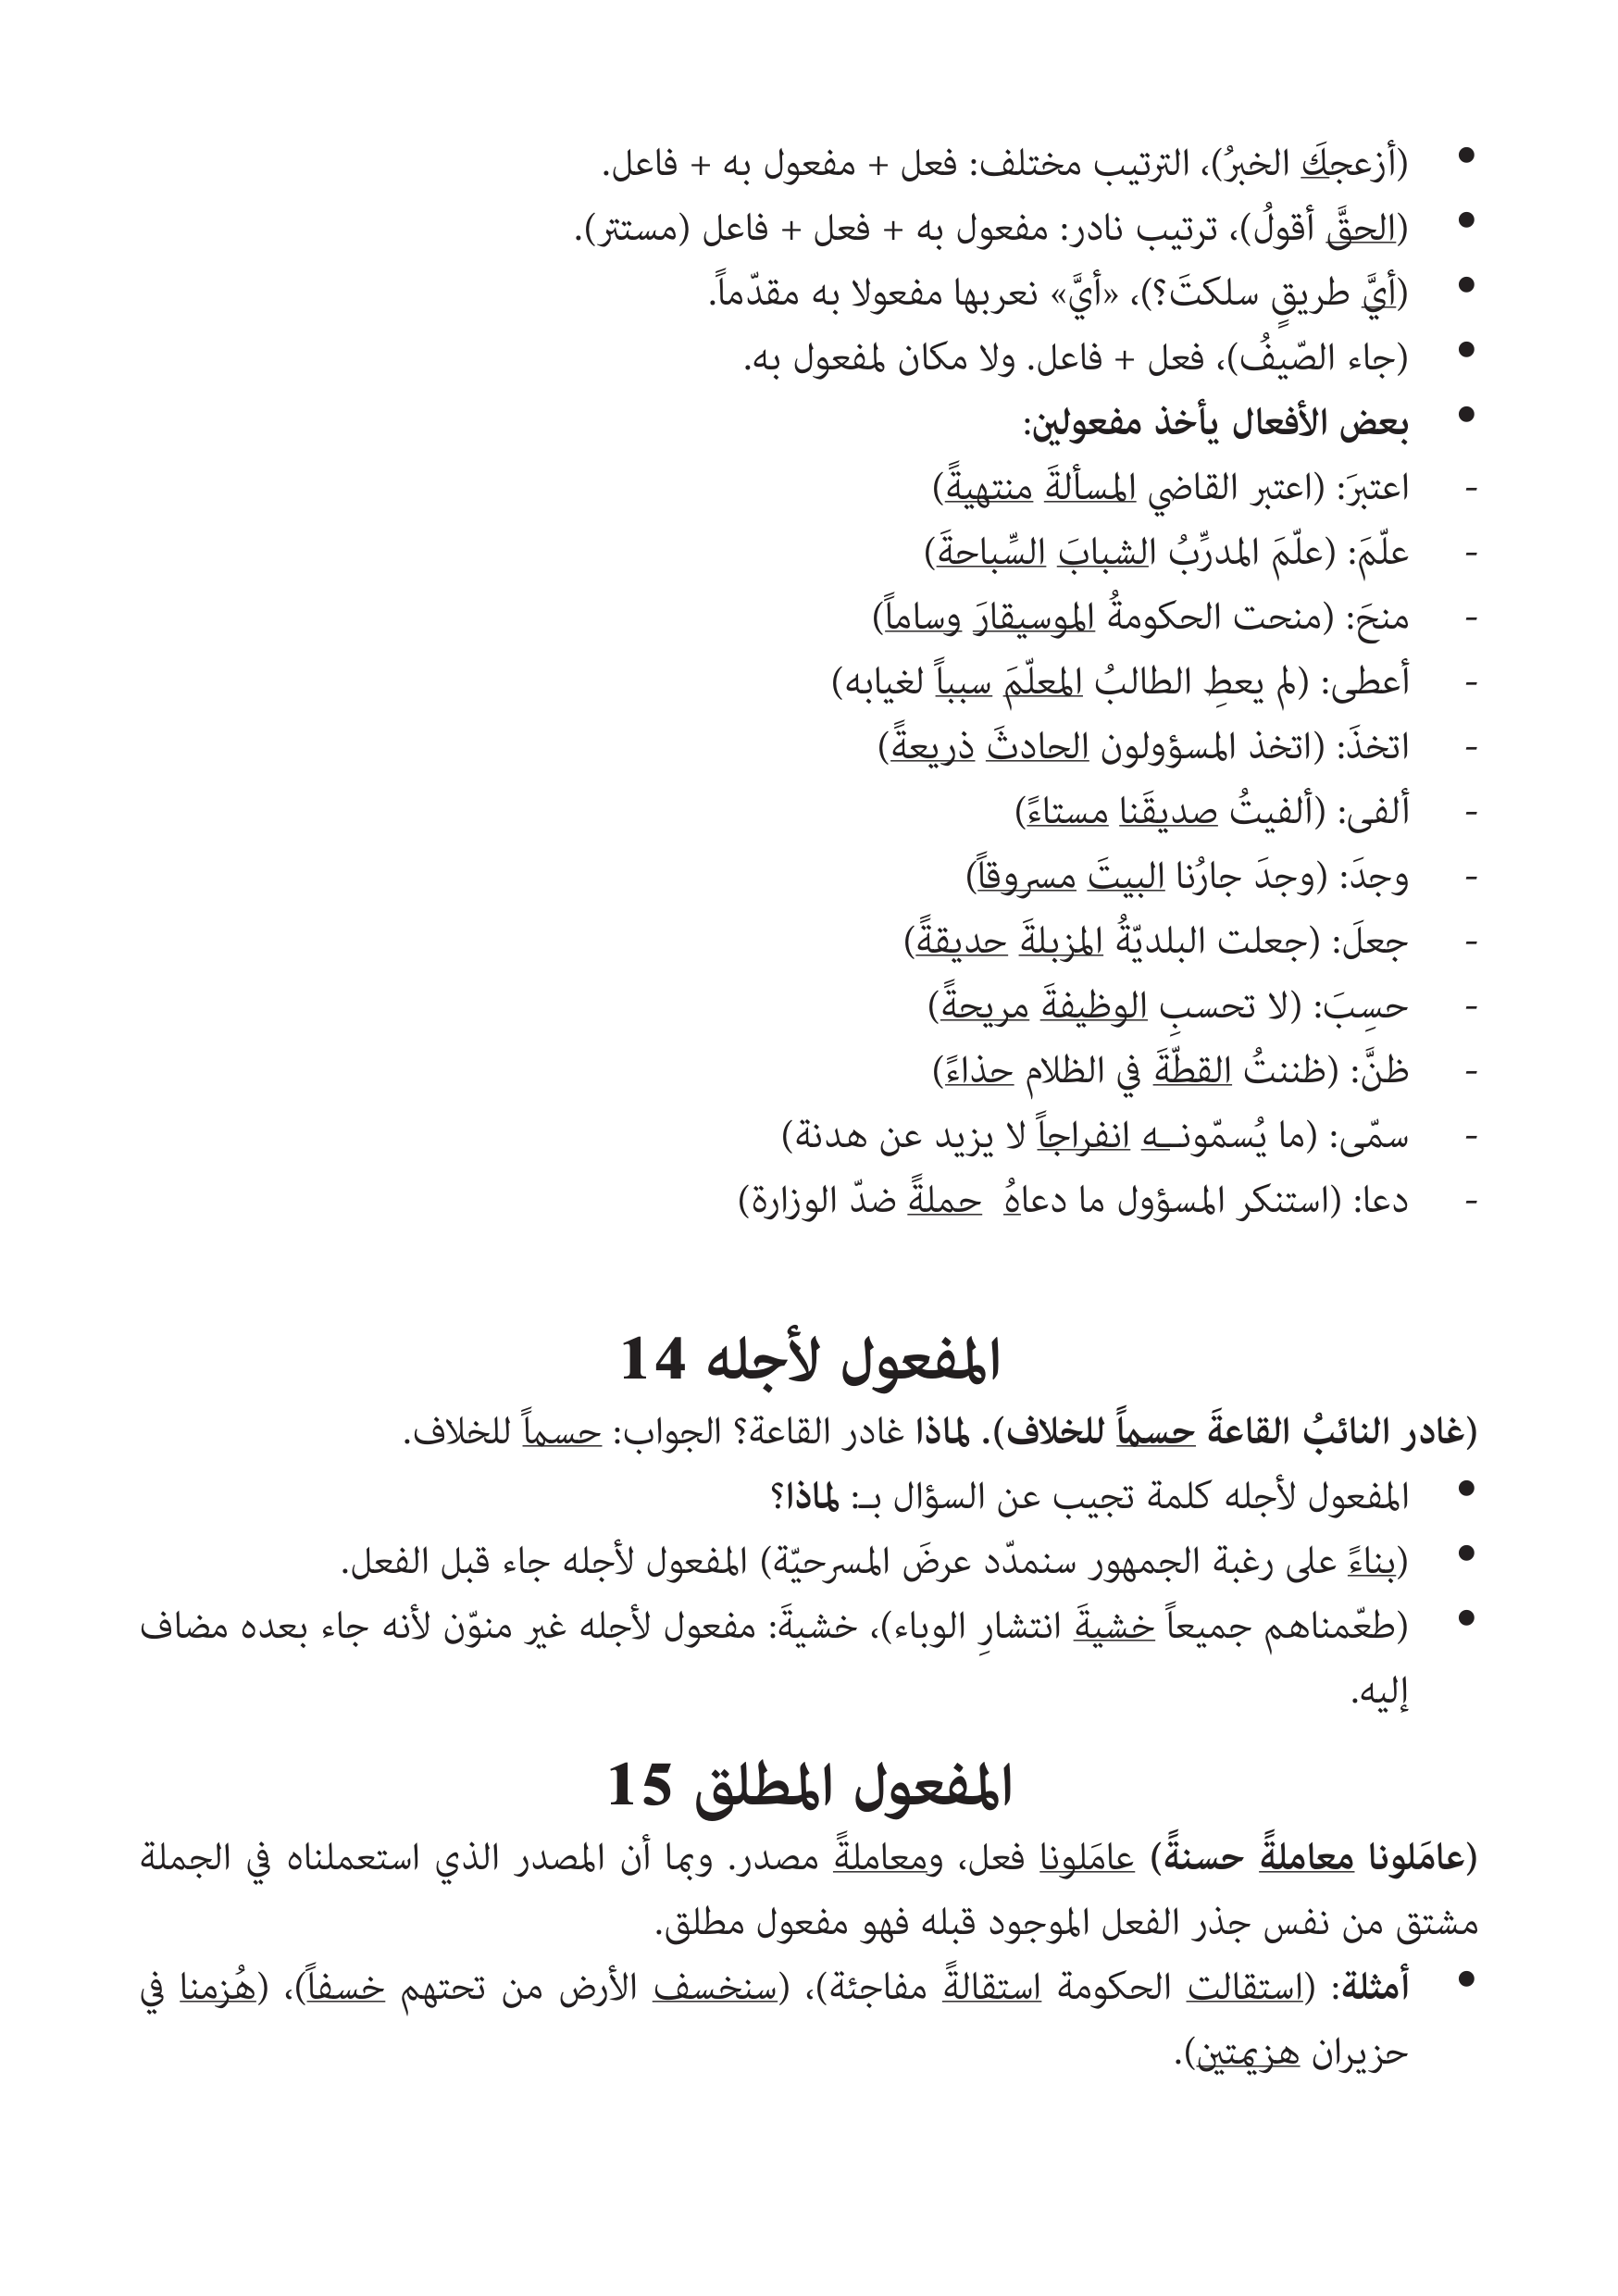 • (أزعجكَ الخبرُ)، الترتيب مختلف: فعل + مفعول به + فاعل.
• (الحقَّ أقولُ)، ترتيب نادر: مفعول به + فعل + فاعل (مستتر).
• (أيَّ طريقٍ سلكتَ؟)، «أيَّ» نعربها مفعولا به مقدّماً.
• (جاء الصّيفُ)، فعل + فاعل. ولا مكان لمفعول به.
• بعض الأفعال يأخذ مفعولين:
- اعتبرَ: (اعتبر القاضي المسألةَ منتهيةً)
- علّمَ: (علّمَ المدرِّبُ الشبابَ السِّباحةَ)
- منحَ: (منحت الحكومةُ الموسيقارَ وساماً)
- أعطى: (لم يعطِ الطالبُ المعلّمَ سبباً لغيابه)
- اتخذَ: (اتخذ المسؤولون الحادثَ ذريعةً)
- ألفى: (ألفيتُ صديقَنا مستاءً)
- وجدَ: (وجدَ جارُنا البيتَ مسروقاً)
- جعلَ: (جعلت البلديّةُ المزبلةَ حديقةً)
- حسِبَ: (لا تحسبِ الوظيفةَ مريحةً)
- ظنَّ: (ظننتُ القطّةَ في الظلام حذاءً)
- سمّى: (ما يُسمّونــه انفراجاً لا يزيد عن هدنة)
- دعا: (استنكر المسؤول ما دعاهُ حملةً ضدّ الوزارة)
المفعول لأجله 14
(غادر النائبُ القاعةَ حسماً للخلاف). لماذا غادر القاعة؟ الجواب: حسماً للخلاف.
• المفعول لأجله كلمة تجيب عن السؤال بـ: لماذا؟
• (بناءً على رغبة الجمهور سنمدّد عرضَ المسرحيّة) المفعول لأجله جاء قبل الفعل.
• (طعّمناهم جميعاً خشيةَ انتشارِ الوباء)، خشيةَ: مفعول لأجله غير منوّن لأنه جاء بعده مضاف
إليه.
المفعول المطلق 15
(عامَلونا معاملةً حسنةً) عامَلونا فعل، ومعاملةً مصدر. وبما أن المصدر الذي استعملناه في الجملة
مشتق من نفس جذر الفعل الموجود قبله فهو مفعول مطلق.
• أمثلة: (استقالت الحكومة استقالةً مفاجئة)، (سنخسف الأرض من تحتهم خسفاً)، (هُزمنا في
حزيران هزيمتين).